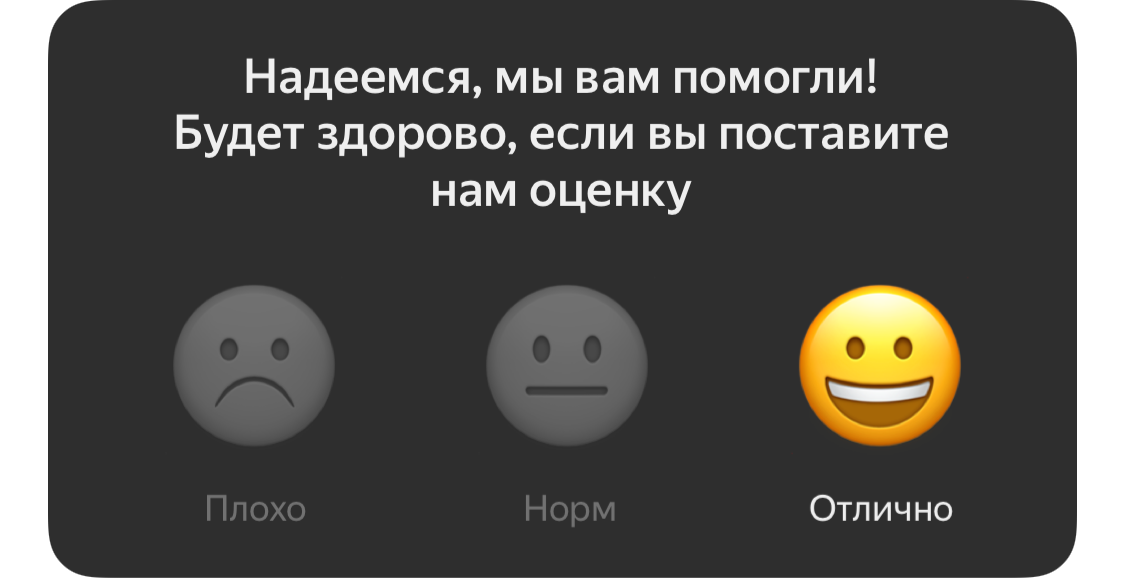 Надеемся, мы вам помогли!
Будет здорово, если вы поставите
нам оценку
Плохо
Норм
Отлично